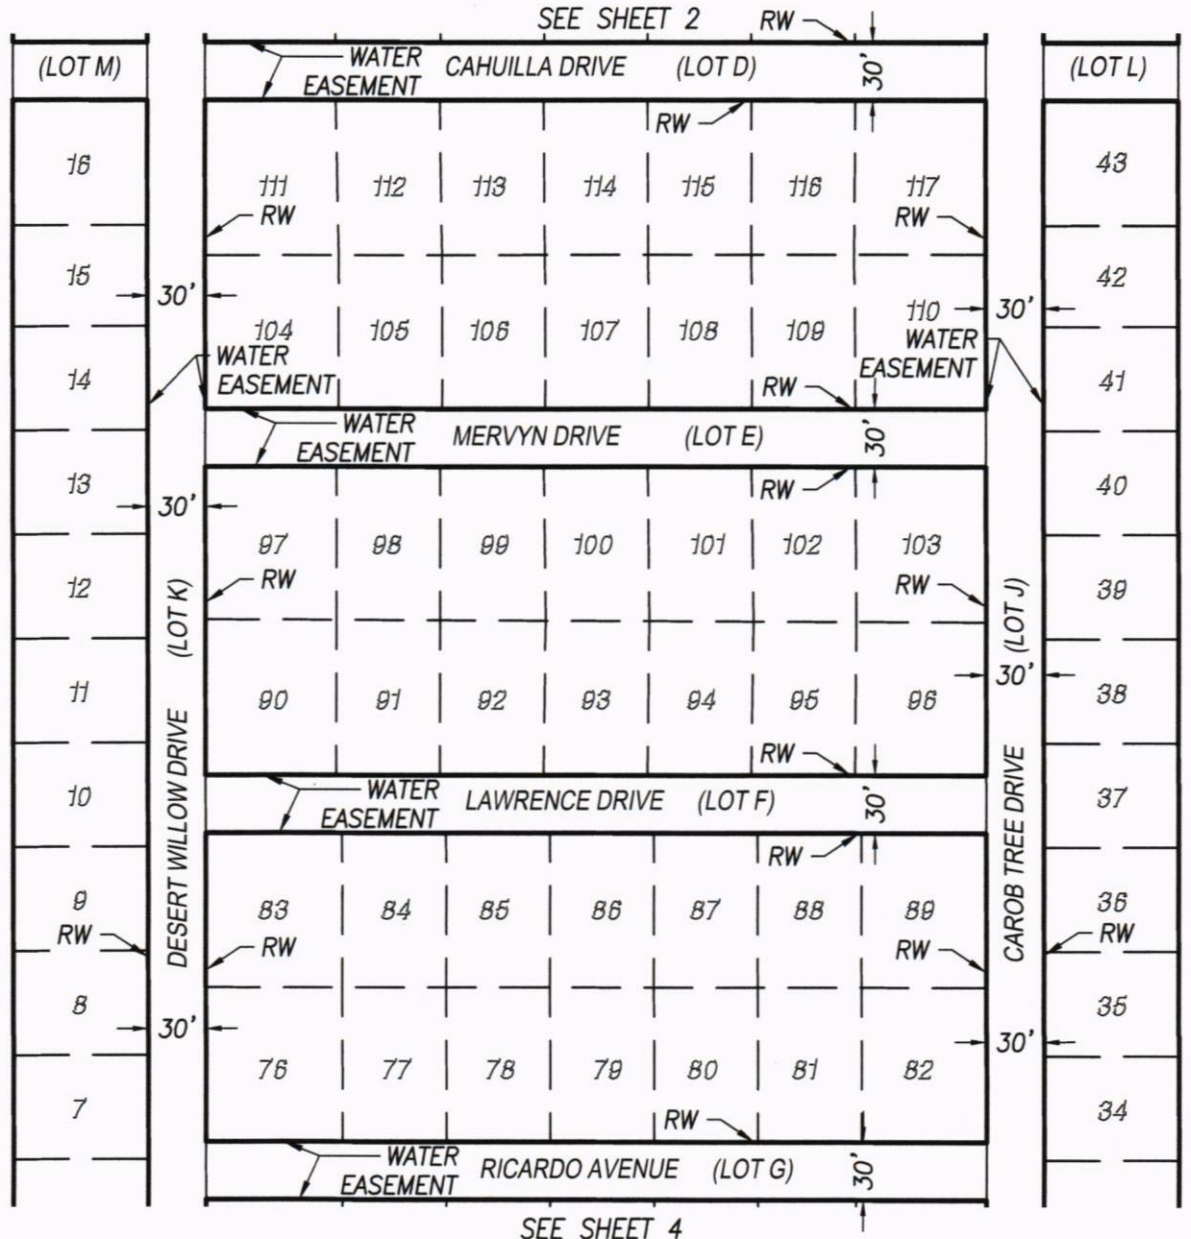 SEE SHEET 2
RW
(LOT M)
WATER
EASEMENT
CAHUILLA DRIVE (LOT D)
30'
(LOT L)
RW
16
111 112 113 114 115 116 117
43
RW
RW
15
42
30'
104 105 106 107 108 109 110
30'
WATER
EASEMENT
WATER
EASEMENT
14
41
RW
WATER
EASEMENT
MERVYN DRIVE (LOT E)
30'
13
40
RW
30'
97 98 99 100 101 102 103
12
39
RW
RW
(LOT K)
(LOT J)
30'
11
38
90 91 92 93 94 95 96
DESERT WILLOW DRIVE
CAROB TREE DRIVE
RW
10
37
WATER
EASEMENT
LAWRENCE DRIVE (LOT F)
30'
RW
9
36
83 84 85 86 87 88 89
RW
RW
RW
RW
8
35
30'
30'
76 77 78 79 80 81 82
7
34
RW
WATER
EASEMENT
RICARDO AVENUE (LOT G)
30'
SEE SHEET 4